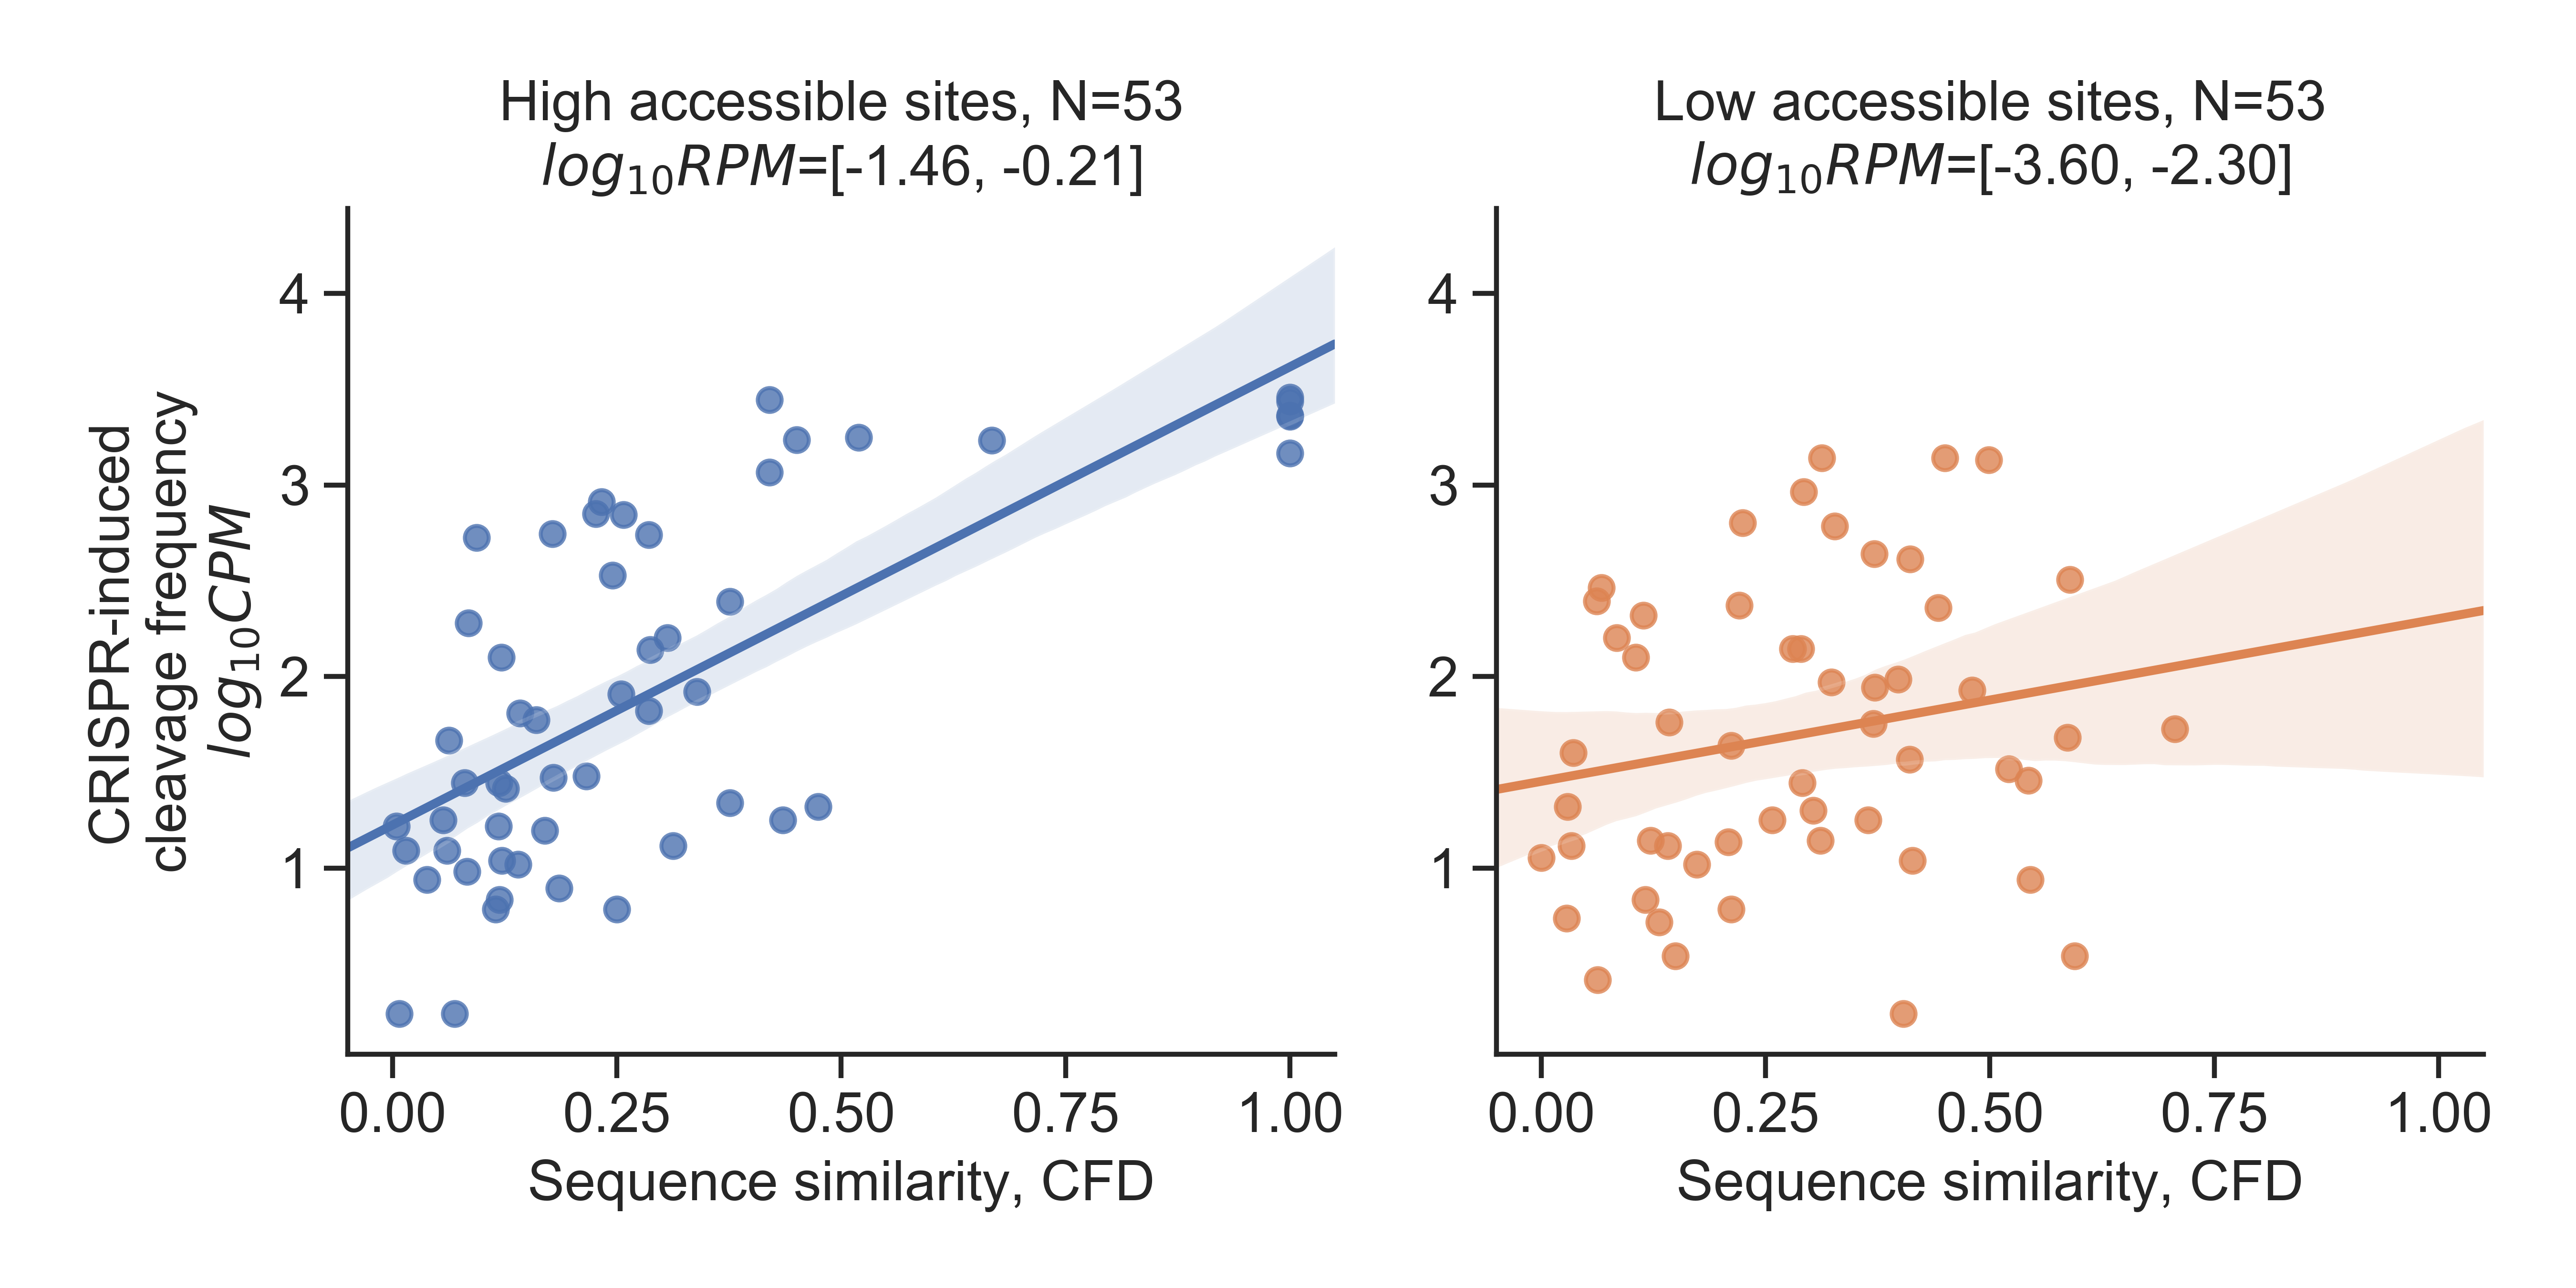 High accessible sites, N=53
log₁₀RPM=[-1.46, -0.21]
CRISPR-induced
cleavage frequency
log₁₀CPM
4
3
2
1
0.00 0.25 0.50 0.75 1.00
Sequence similarity, CFD
Low accessible sites, N=53
log₁₀RPM=[-3.60, -2.30]
4
3
2
1
0.00 0.25 0.50 0.75 1.00
Sequence similarity, CFD